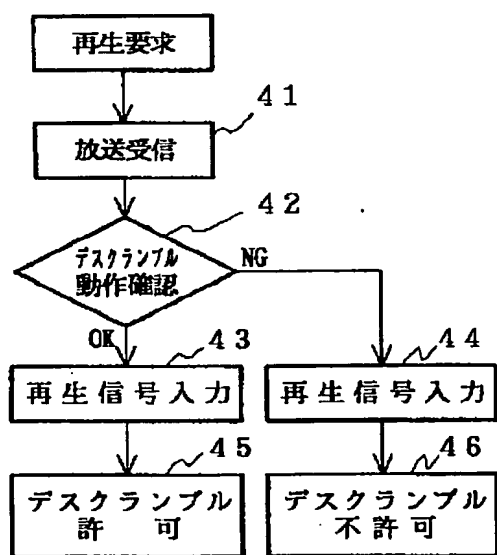 再生要求
41
放送受信
42
デスクランブル
動作確認
NG
OK
43
44
再生信号入力
再生信号入力
45
46
デスクランブル
許 可
デスクランブル
不許可